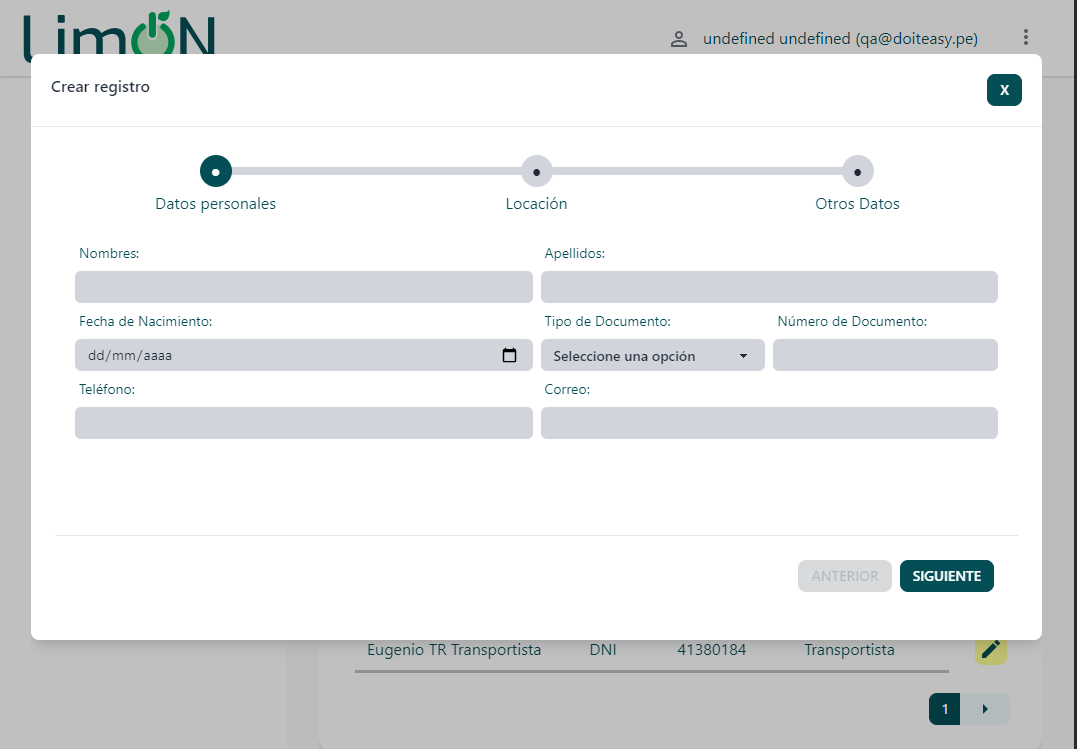 LimON
undefined undefined (qa@doiteasy.pe)
Crear registro
X
Datos personales
Locación
Otros Datos
Nombres:
Apellidos:
Fecha de Nacimiento:
Tipo de Documento:
Número de Documento:
dd/mm/aaaa
Seleccione una opción
Teléfono:
Correo:
ANTERIOR
SIGUIENTE
Eugenio TR Transportista
DNI
41380184
Transportista
1